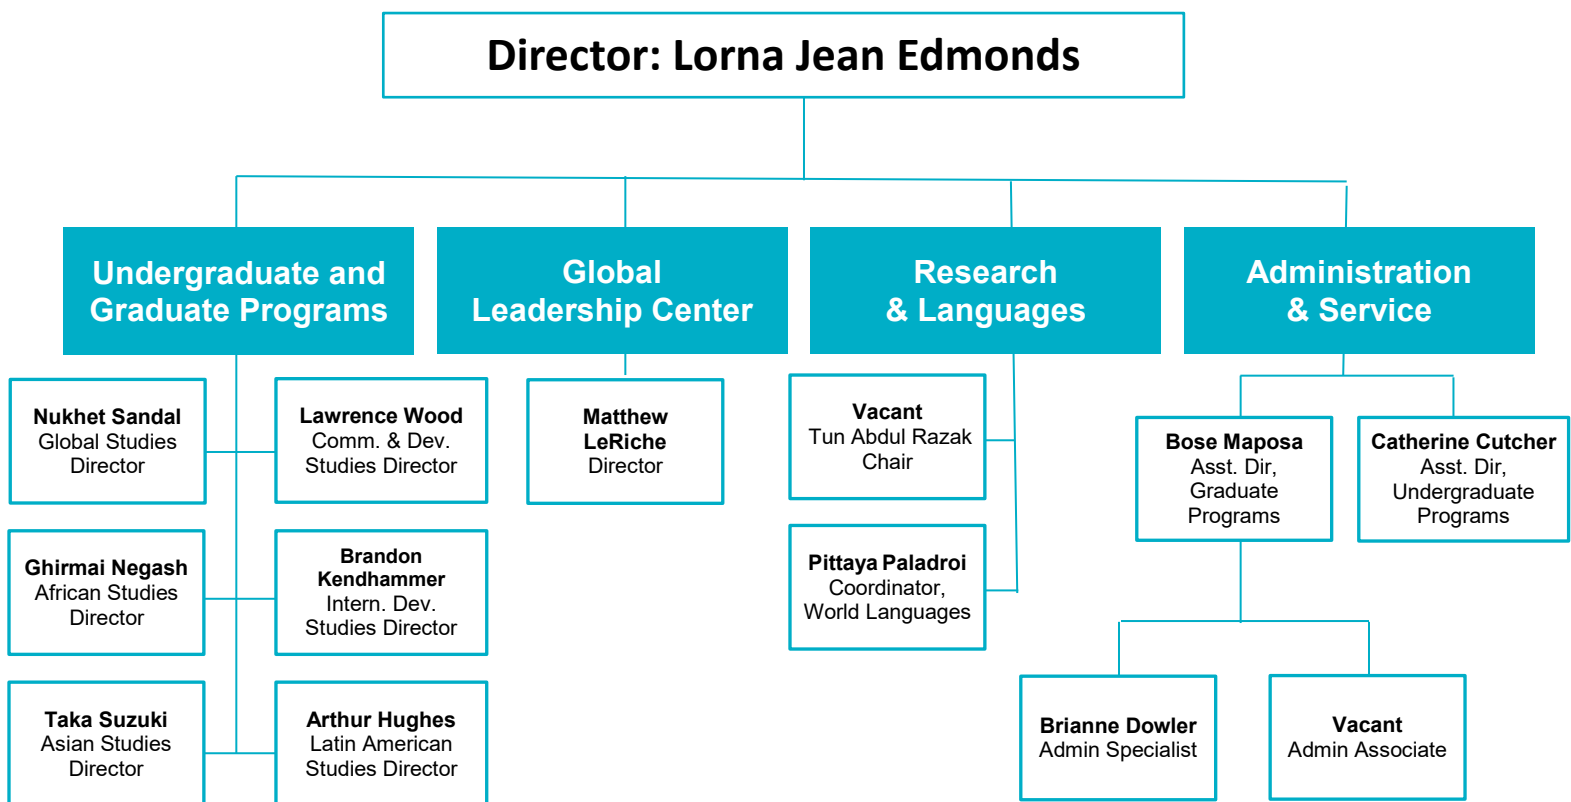 Director: Lorna Jean Edmonds
Undergraduate and
Graduate Programs
Global
Leadership Center
Research
& Languages
Administration
& Service
Nukhet Sandal
Global Studies
Director
Lawrence Wood
Comm. & Dev.
Studies Director
Matthew
LeRiche
Director
Vacant
Tun Abdul Razak
Chair
Bose Maposa
Asst. Dir,
Graduate
Programs
Catherine Cutcher
Asst. Dir,
Undergraduate
Programs
Ghirmai Negash
African Studies
Director
Brandon
Kendhammer
Intern. Dev.
Studies Director
Pittaya Paladroi
Coordinator,
World Languages
Taka Suzuki
Asian Studies
Director
Arthur Hughes
Latin American
Studies Director
Brianne Dowler
Admin Specialist
Vacant
Admin Associate